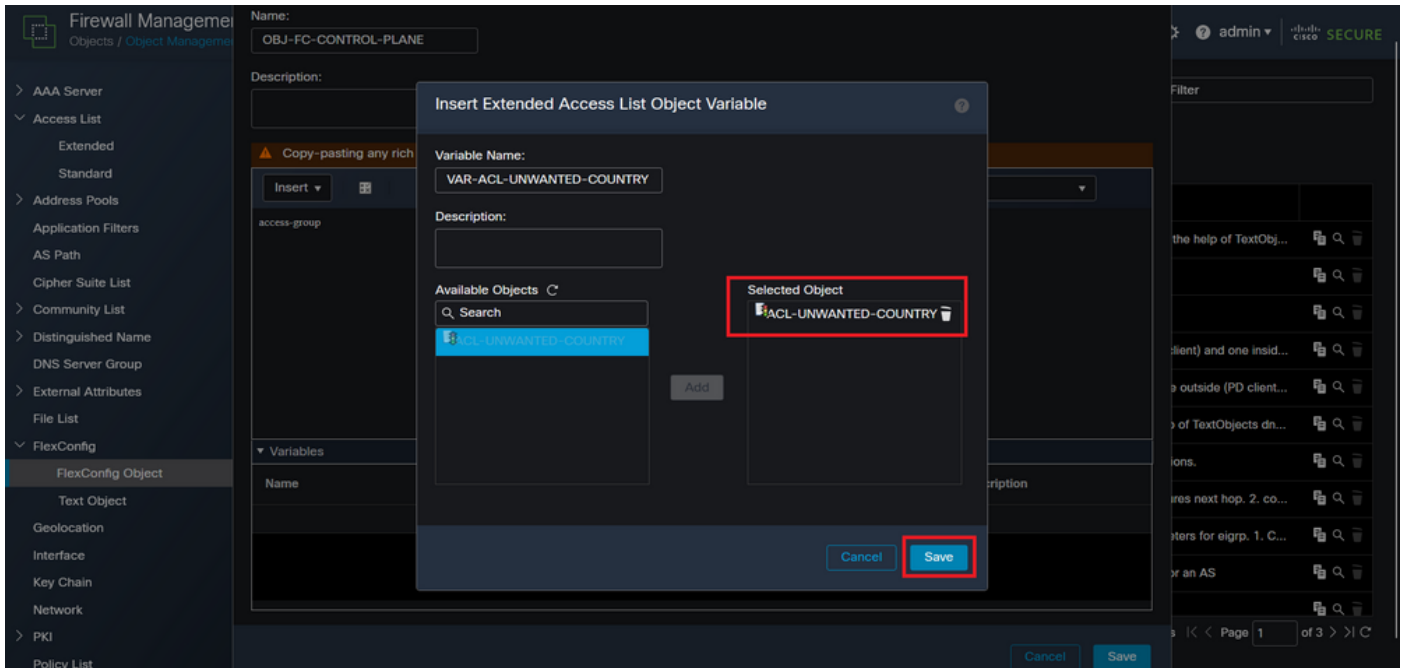 Firewall Manageme
Objects / Object Manageme
admin
cisco SECURE
AAA Server
Access List
Extended
Standard
Address Pools
Application Filters
AS Path
Cipher Suite List
Community List
Distinguished Name
DNS Server Group
External Attributes
File List
FlexConfig
FlexConfig Object
Text Object
Geolocation
Interface
Key Chain
Network
PKI
Policy List
Name:
OBJ-FC-CONTROL-PLANE
Description:
Copy-pasting any rich
Insert
access-group
Variables
Name
cription
Insert Extended Access List Object Variable
Variable Name:
VAR-ACL-UNWANTED-COUNTRY
Description:
Available Objects
Search
ACL-UNWANTED-COUNTRY
Add
Selected Object
ACL-UNWANTED-COUNTRY
Cancel
Save
Cancel
Save
Filter
the help of TextObj...
client) and one insid...
e outside (PD client...
of TextObjects dn...
ions.
ures next hop. 2. co...
eters for eigrp. 1. C...
or an AS
s
Page 1 of 3